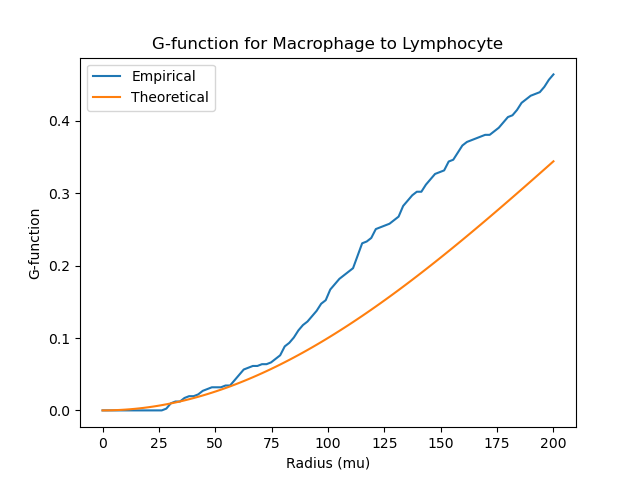 G-function for Macrophage to Lymphocyte
Empirical
Theoretical
G-function
0.4
0.3
0.2
0.1
0.0
0 25 50 75 100 125 150 175 200
Radius (mu)